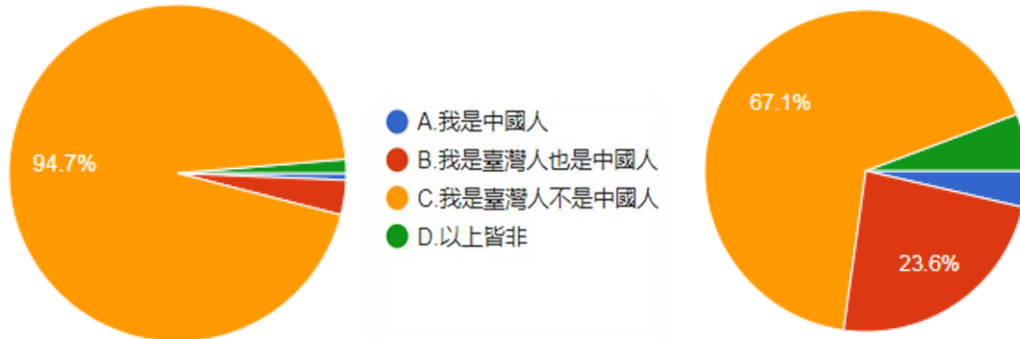 94.7%
A.我是中國人
B.我是臺灣人也是中國人
C.我是臺灣人不是中國人
D.以上皆非
67.1%
23.6%